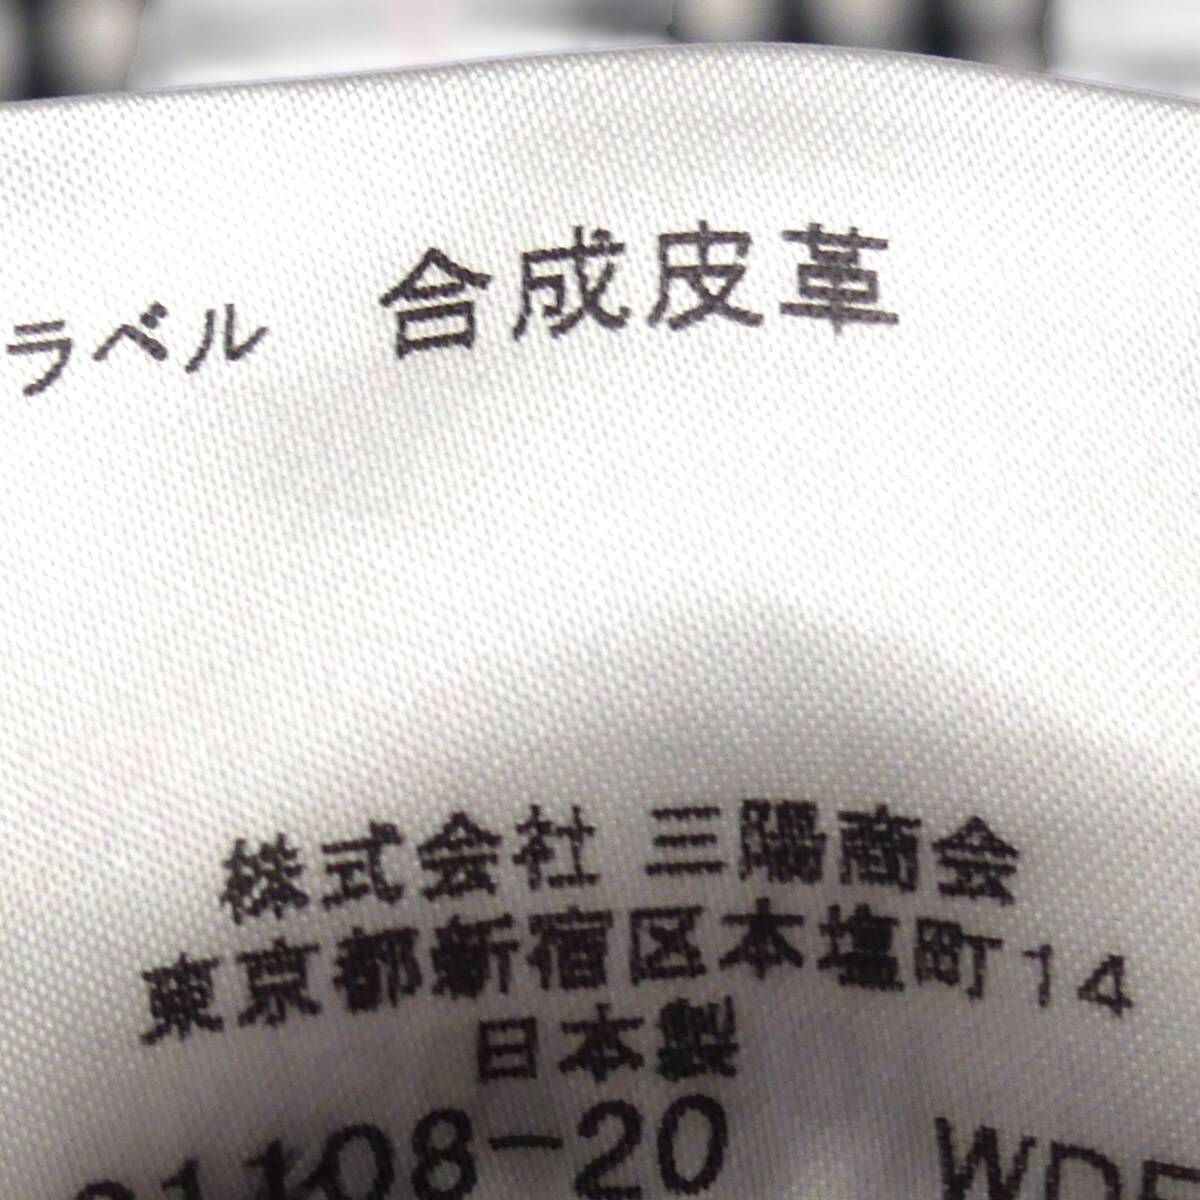 ラベル 合成皮革
株式会社 三陽商会
東京都新宿区本塩町14
日本製